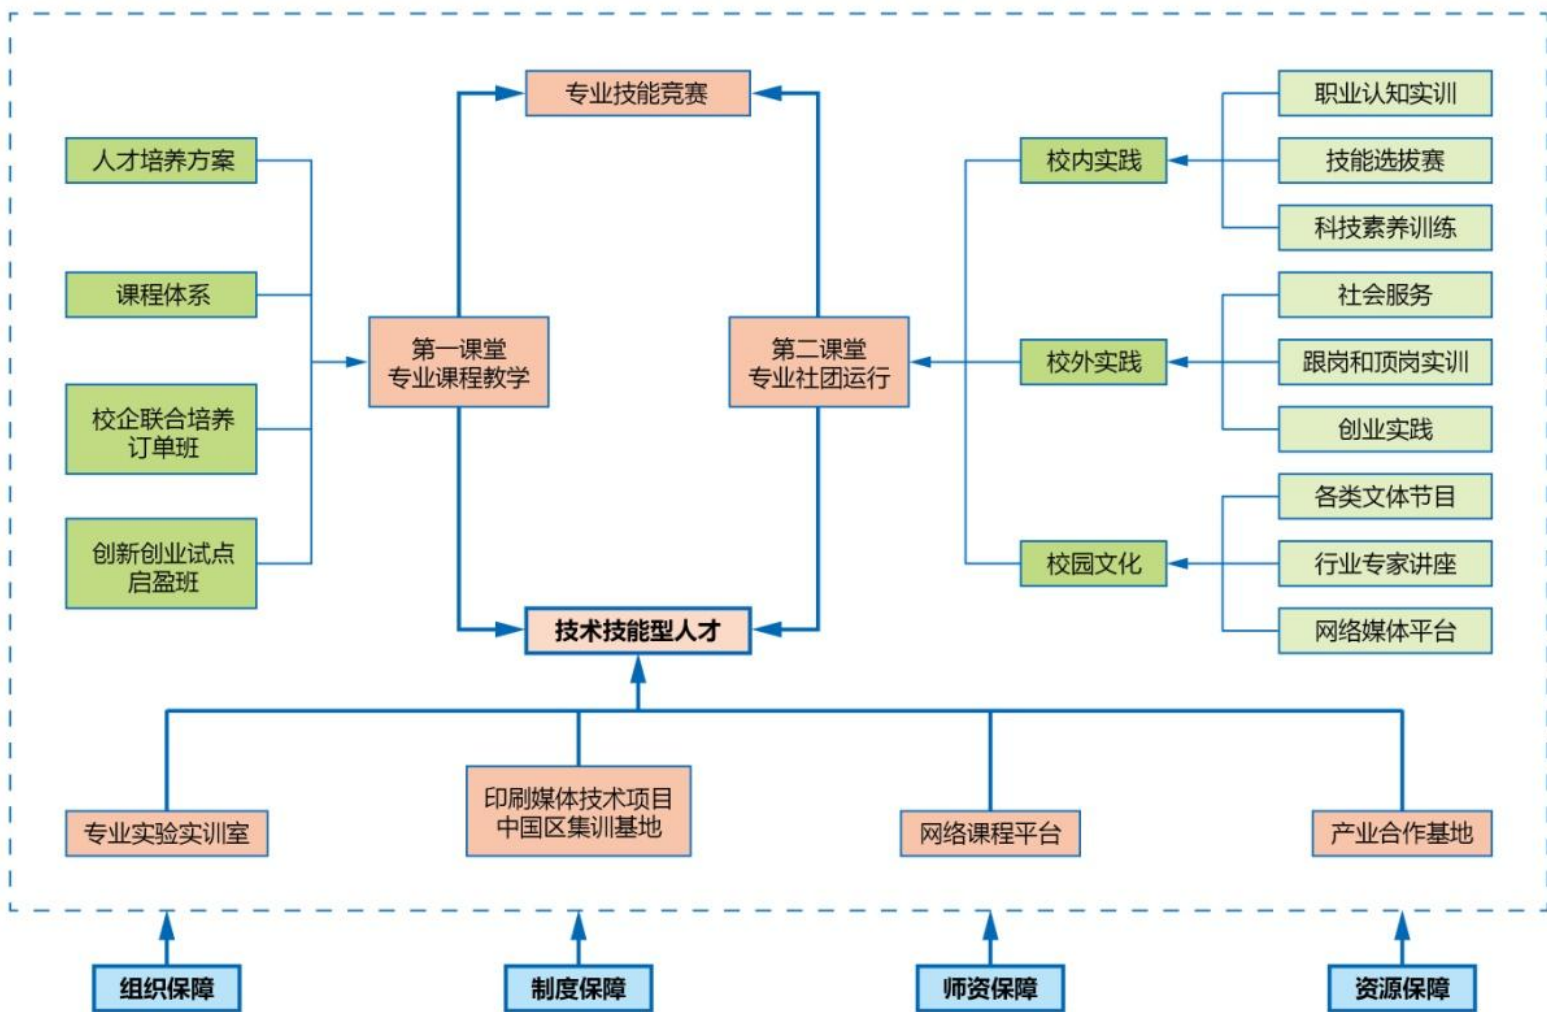 专业技能竞赛
人才培养方案
课程体系
校企联合培养
订单班
创新创业试点
启盈班
第一课堂
专业课程教学
第二课堂
专业社团运行
校内实践
校外实践
校园文化
职业认知实训
技能选拔赛
科技素养训练
社会服务
跟岗和顶岗实训
创业实践
各类文体节目
行业专家讲座
网络媒体平台
技术技能型人才
专业实验实训室
印刷媒体技术项目
中国区集训基地
网络课程平台
产业合作基地
组织保障
制度保障
师资保障
资源保障